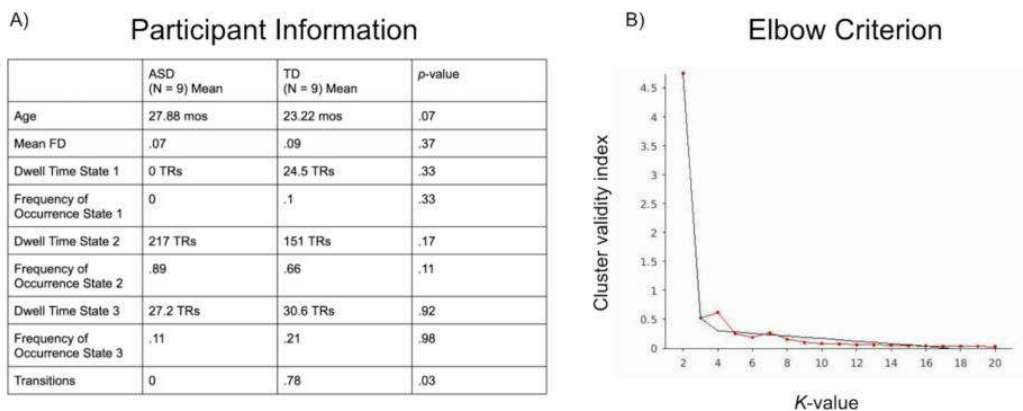 A)
Participant Information
ASD
(N = 9) Mean
TD
(N = 9) Mean
p-value
Age
27.88 mos
23.22 mos
.07
Mean FD
.07
.09
.37
Dwell Time State 1
0 TRs
24.5 TRs
.33
Frequency of
Occurrence State 1
0
.1
.33
Dwell Time State 2
217 TRs
151 TRs
.17
Frequency of
Occurrence State 2
.89
.66
.11
Dwell Time State 3
27.2 TRs
30.6 TRs
.92
Frequency of
Occurrence State 3
.11
.21
.98
Transitions
0
.78
.03
B)
Elbow Criterion
Cluster validity index
4.5
4
3.5
3
2.5
2
1.5
1
0.5
0
2 4 6 8 10 12 14 16 18 20
K-value